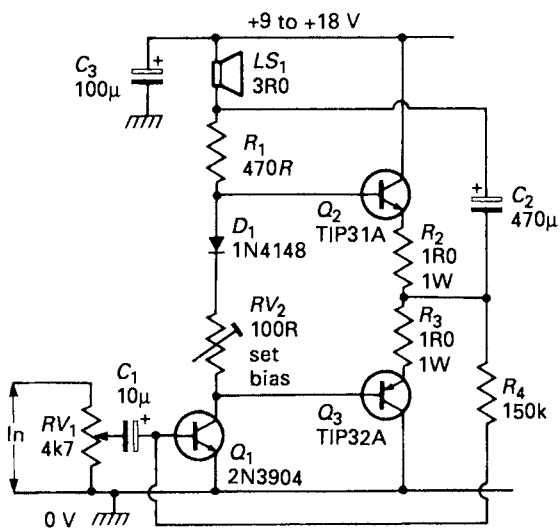 +9 to +18 V
C3
100µ
+
LS1
3R0
R1
470R
+
C2
470µ
Q2
TIP31A
D1
1N4148
R2
1R0
1W
RV2
100R
set
bias
R3
1R0
1W
C1
10µ
+
R4
150k
In
RV1
4k7
Q3
TIP32A
Q1
2N3904
0 V